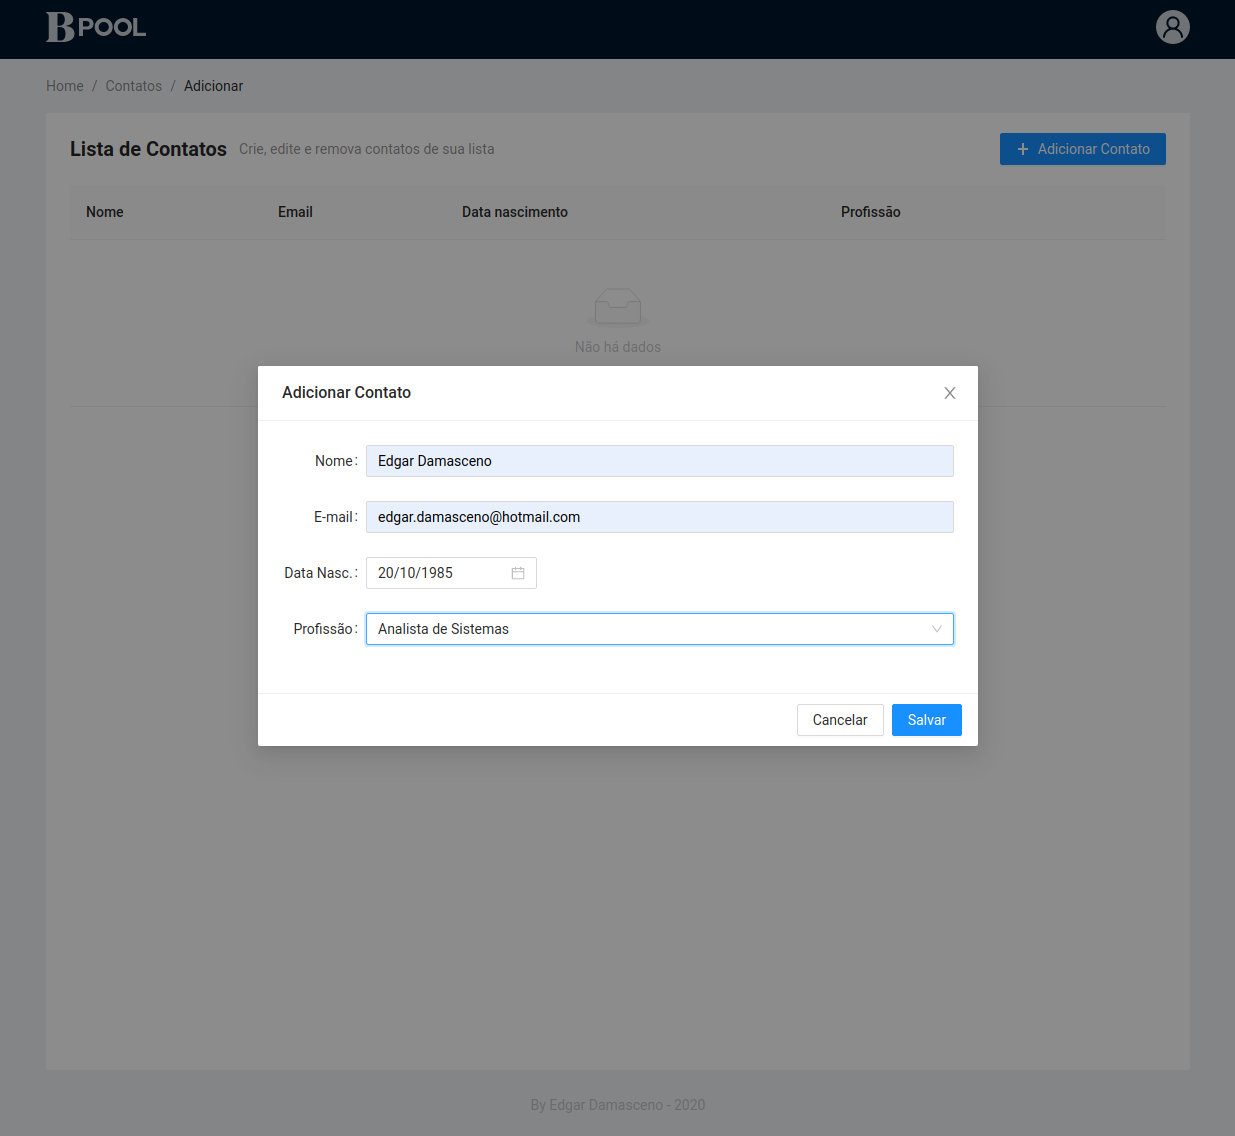 BPOOL
Home / Contatos / Adicionar
Lista de Contatos Crie, edite e remova contatos de sua lista + Adicionar Contato
Nome Email Data nascimento Profissão
Não há dados
Adicionar Contato
Nome: Edgar Damasceno
E-mail: edgar.damasceno@hotmail.com
Data Nasc.: 20/10/1985
Profissão: Analista de Sistemas
Cancelar Salvar
By Edgar Damasceno - 2020